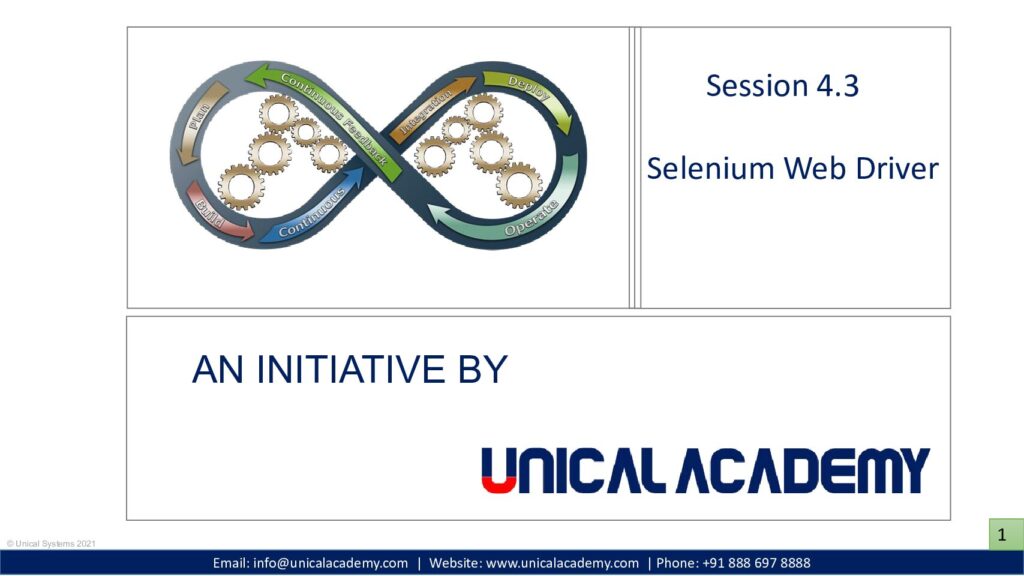 Plan
Build
Continuous
Continuous Feedback
Integration
Deploy
Operate
Session 4.3
Selenium Web Driver
AN INITIATIVE BY
UNICAL ACADEMY
© Unical Systems 2021
1
Email: info@unicalacademy.com | Website: www.unicalacademy.com | Phone: +91 888 697 8888